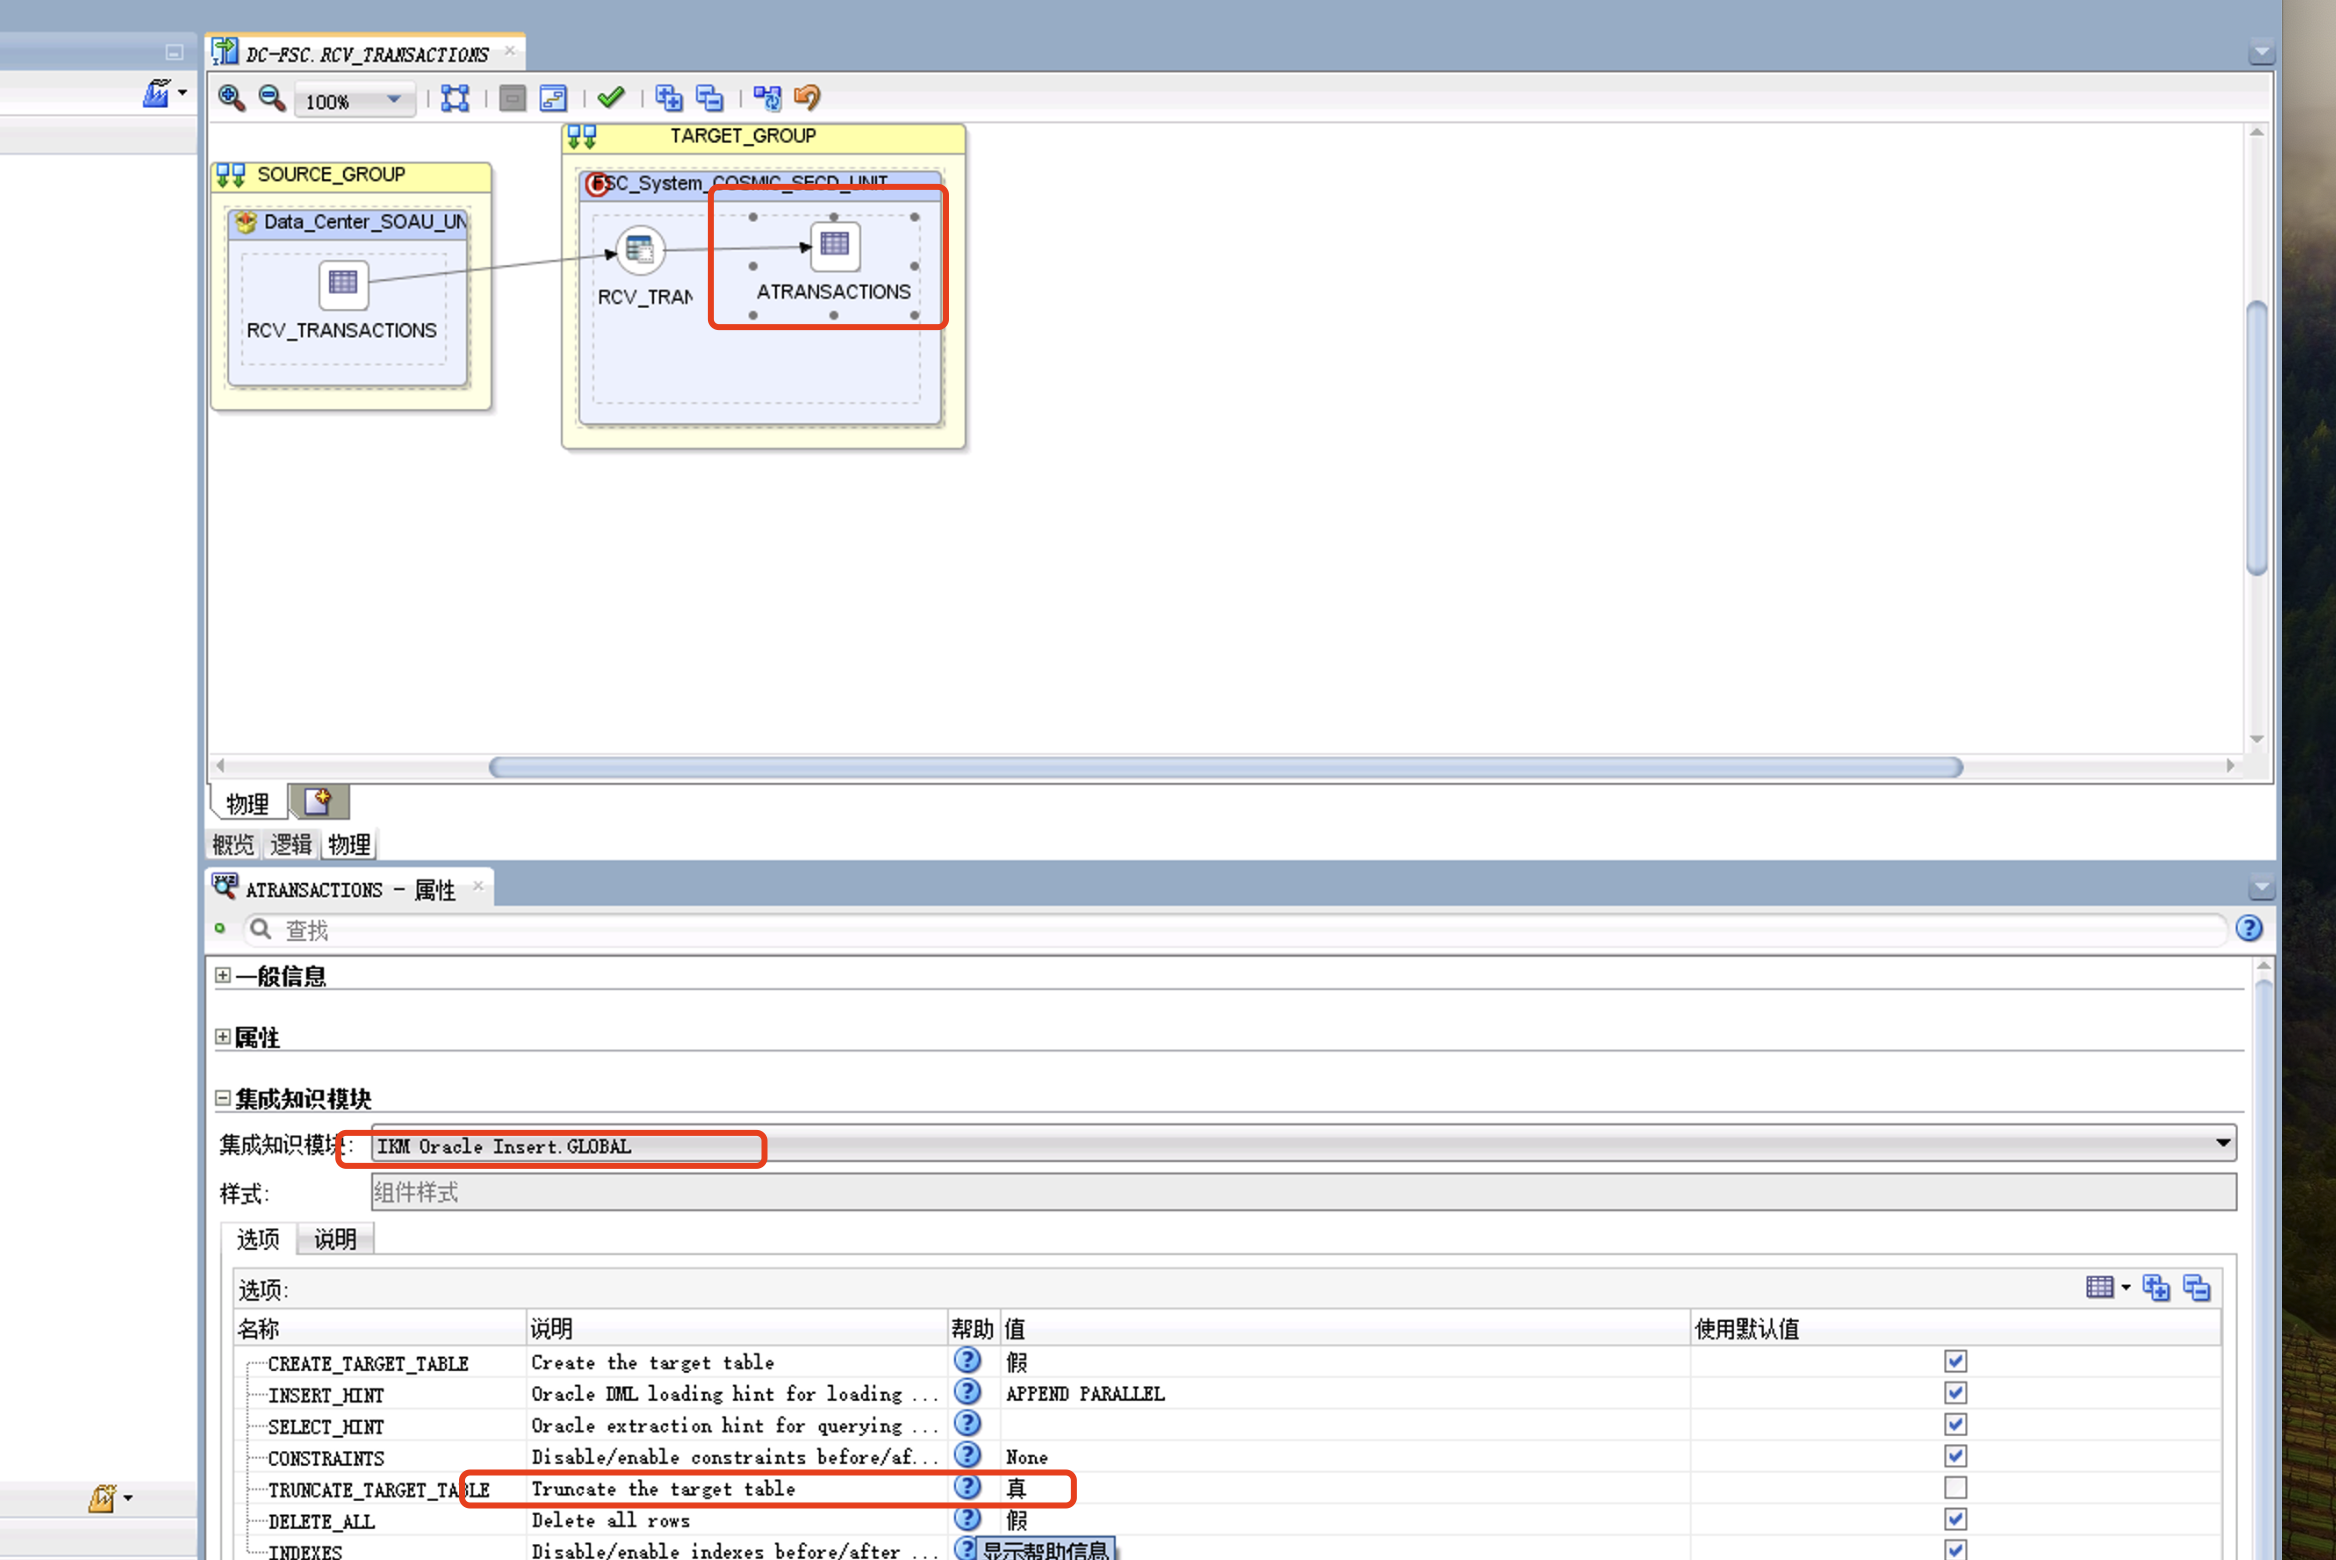 DC-FSC.RCV_TRANSACTIONS
100%
TARGET_GROUP
SOURCE_GROUP
FSC_System_COSMIC_SECD_UNIT
Data_Center_SOAU_UN
RCV_TRAN
ATRANSACTIONS
RCV_TRANSACTIONS
物理
概览 逻辑 物理
ATRANSACTIONS - 属性
查找
一般信息
属性
集成知识模块
集成知识模块: IKM Oracle Insert.GLOBAL
样式: 组件样式
选项 说明
选项:
名称 说明 帮助 值 使用默认值
CREATE_TARGET_TABLE Create the target table 假
INSERT_HINT Oracle DML loading hint for loading ... APPEND PARALLEL
SELECT_HINT Oracle extraction hint for querying ...
CONSTRAINTS Disable/enable constraints before/af... None
TRUNCATE_TARGET_TABLE Truncate the target table 真
DELETE_ALL Delete all rows 假
INDEXES Disable/enable indexes before/after ... 显示帮助信息